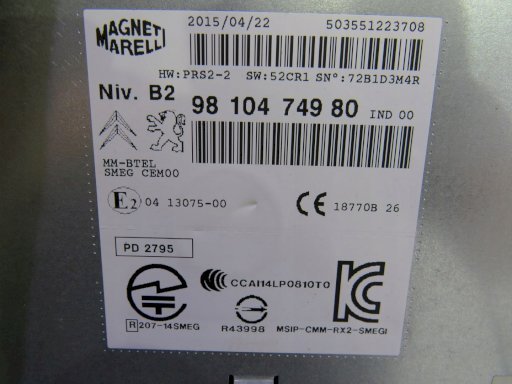 MAGNETI MARELLI
2015/04/22 503551223708
HW:PRS2-2 SW:52CR1 SN°:72B1D3M4R
Niv. B2 98 104 749 80 IND 00
MM-BTEL
SMEG CEM00
E2 04 13075-00 CE 18770B 26
PD 2795
CCAI14LP0810T0
R 207-14SMEG R43998 MSIP-CMM-RX2-SMEGI